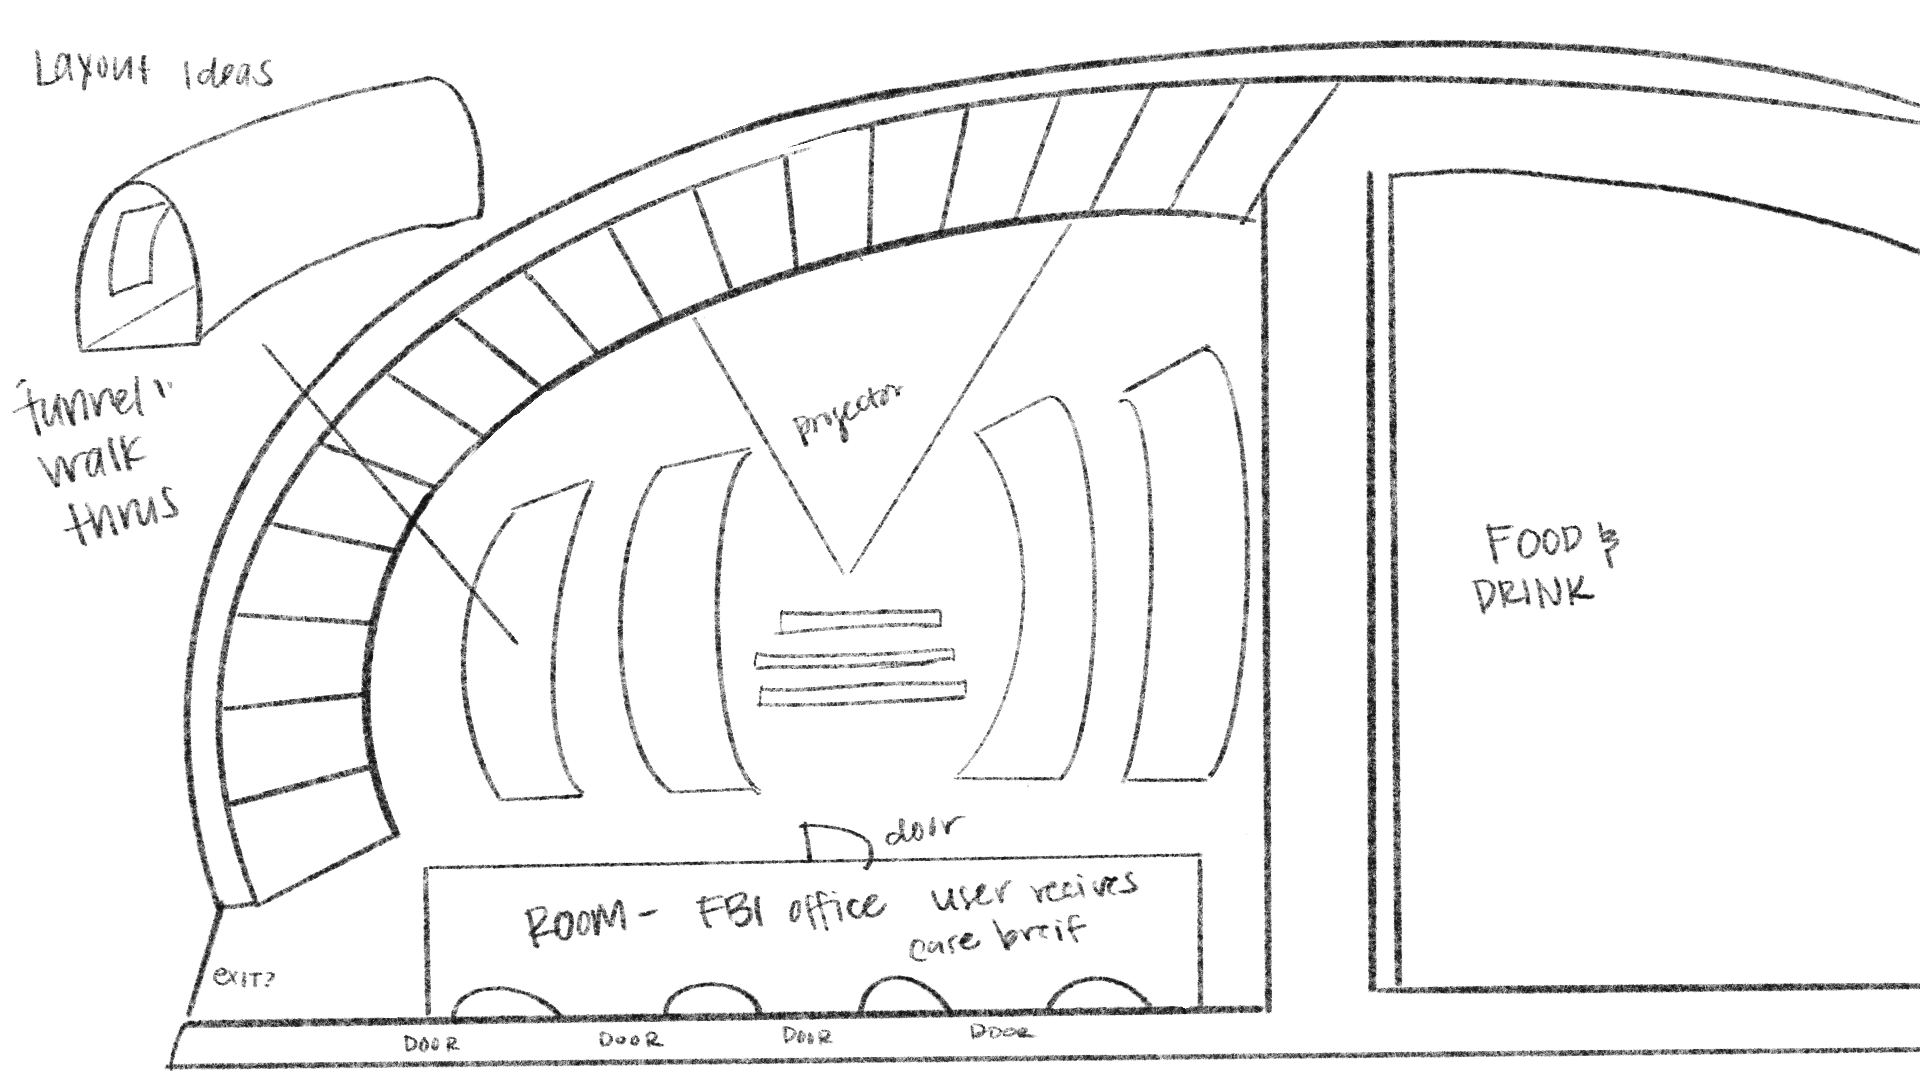 Layout Ideas
"tunnel"
walk
thrus
projector
FOOD &
DRINK
door
ROOM - FBI office user recives
case breif
EXIT?
DOOR DOOR DOOR DOOR